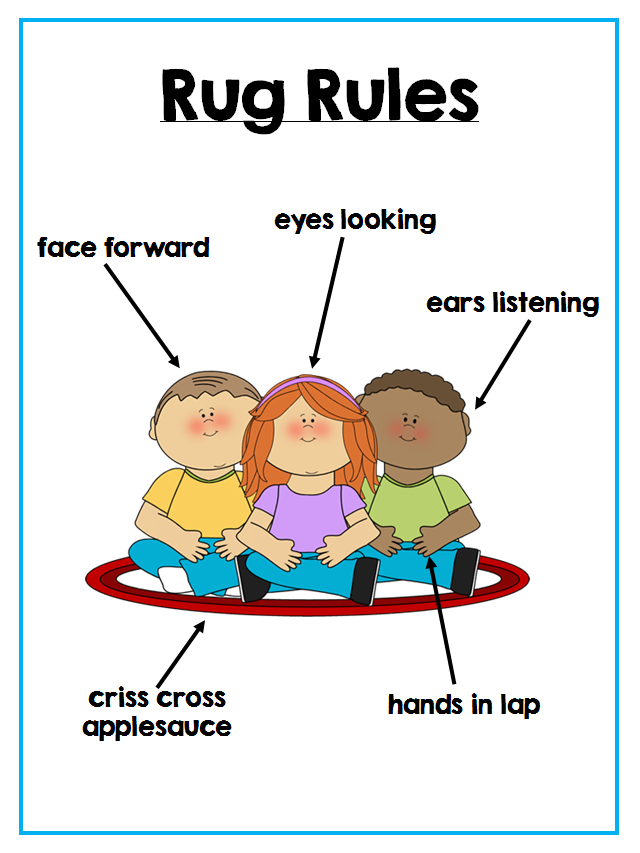 Rug Rules
eyes looking
face forward
ears listening
criss cross
applesauce
hands in lap